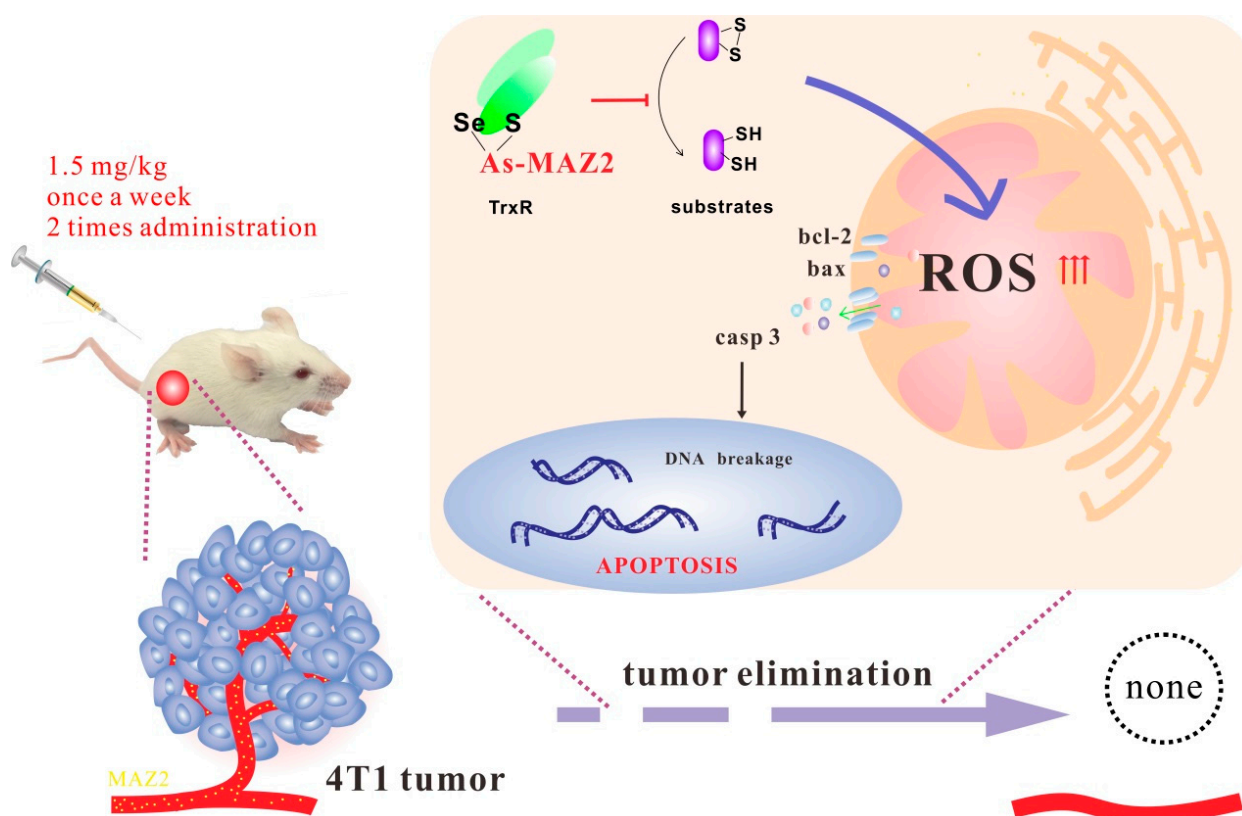 1.5 mg/kg
once a week
2 times administration
Se S
As-MAZ2
TrxR
S
S
SH
SH
substrates
bcl-2
bax
ROS
casp 3
DNA breakage
APOPTOSIS
MAZ2
4T1 tumor
tumor elimination
none